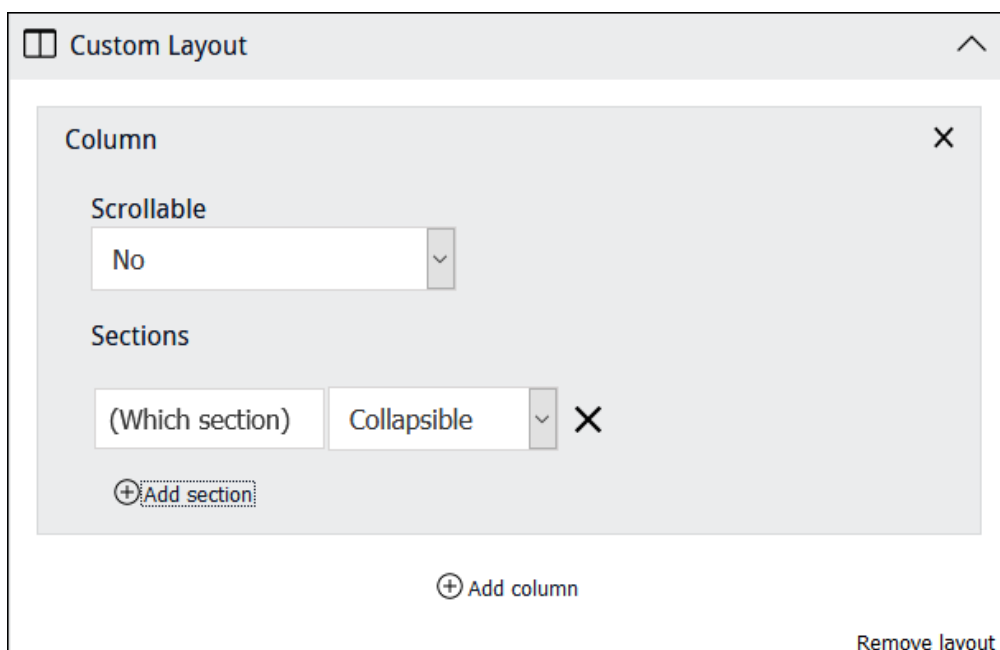 Custom Layout
Column
Scrollable
No
Sections
(Which section) Collapsible
Add section
Add column
Remove layout